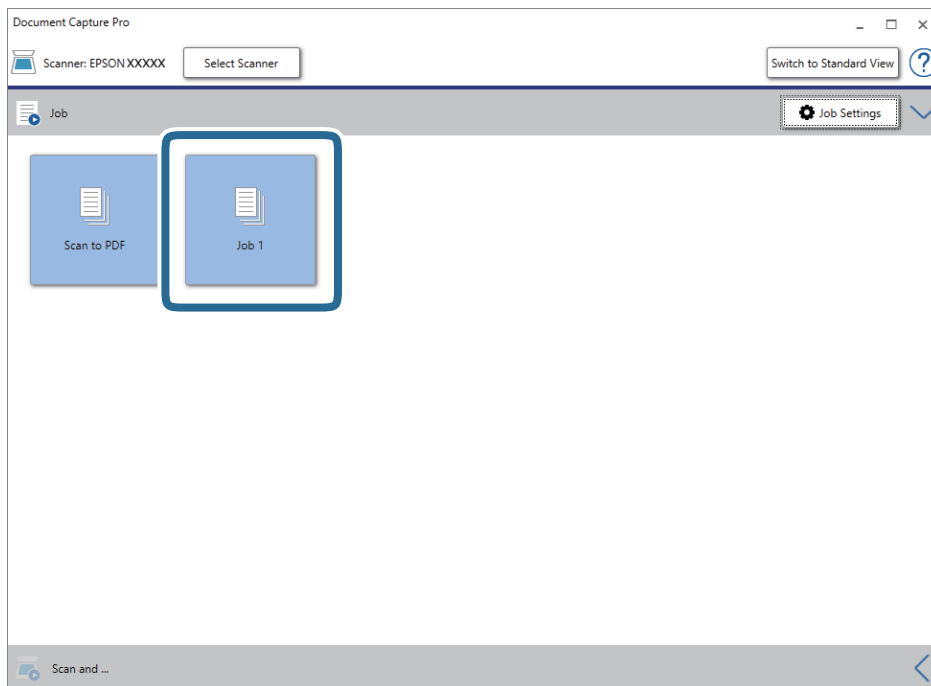 Document Capture Pro
Scanner: EPSON XXXXX Select Scanner Switch to Standard View ?
Job Job Settings
Scan to PDF Job 1
Scan and ...